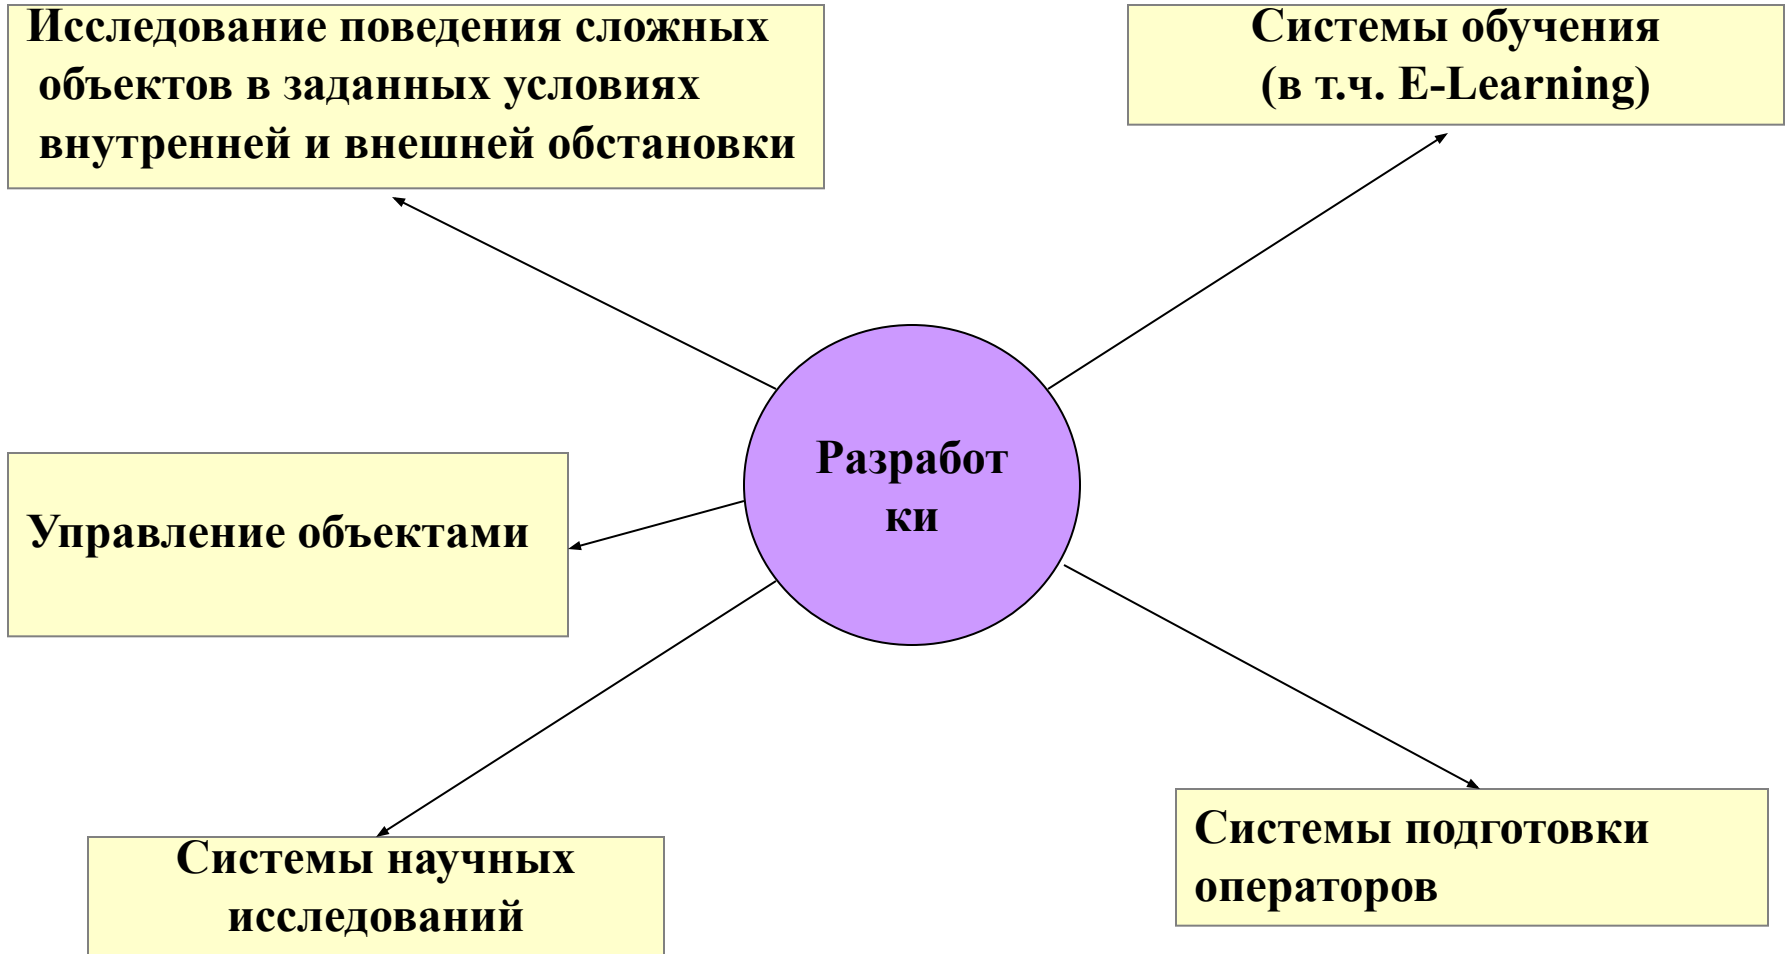 Исследование поведения сложных
объектов в заданных условиях
внутренней и внешней обстановки
Системы обучения
(в т.ч. E-Learning)
Разработ
ки
Управление объектами
Системы научных
исследований
Системы подготовки
операторов